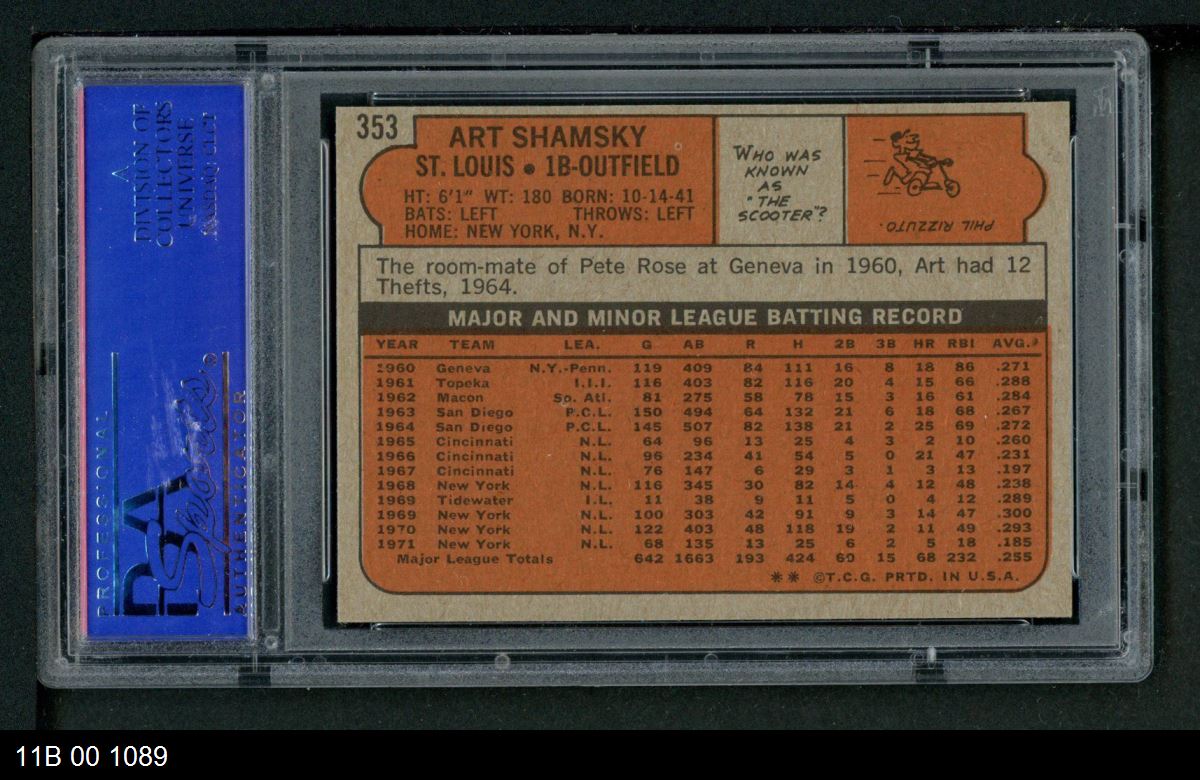 353
ART SHAMSKY
ST. LOUIS • 1B-OUTFIELD
HT: 6'1" WT: 180 BORN: 10-14-41
BATS: LEFT THROWS: LEFT
HOME: NEW YORK, N.Y.
WHO WAS
KNOWN
AS
"THE
SCOOTER"?
PHIL RIZZUTO.
The room-mate of Pete Rose at Geneva in 1960, Art had 12
Thefts, 1964.
MAJOR AND MINOR LEAGUE BATTING RECORD
YEAR TEAM LEA. G AB R H 2B 3B HR RBI AVG.
1960 Geneva N.Y.-Penn. 119 409 84 111 16 8 18 86 .271
1961 Topeka I.I.I. 116 403 82 116 20 4 15 66 .288
1962 Macon So. Atl. 81 275 58 78 15 3 16 61 .284
1963 San Diego P.C.L. 150 494 64 132 21 6 18 68 .267
1964 San Diego P.C.L. 145 507 82 138 21 2 25 69 .272
1965 Cincinnati N.L. 64 96 13 25 4 3 2 10 .260
1966 Cincinnati N.L. 96 234 41 54 5 0 21 47 .231
1967 Cincinnati N.L. 76 147 6 29 3 1 3 13 .197
1968 New York N.L. 116 345 30 82 14 4 12 48 .238
1969 Tidewater I.L. 11 38 9 11 5 0 4 12 .289
1969 New York N.L. 100 303 42 91 9 3 14 47 .300
1970 New York N.L. 122 403 48 118 19 2 11 49 .293
1971 New York N.L. 68 135 13 25 6 2 5 18 .185
Major League Totals 642 1663 193 424 60 15 68 232 .255
** ©T.C.G. PRTD. IN U.S.A.
A
DIVISION OF
COLLECTORS
UNIVERSE
NASDAQ: CLCT
PROFESSIONAL
PSA
Sports
AUTHENTICATOR
11B 00 1089